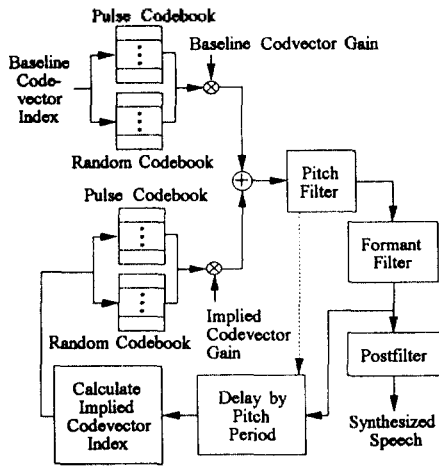 Pulse Codebook
Baseline Codvector Gain
Baseline
Code-
vector
Index
Random Codebook
Pulse Codebook
Pitch
Filter
Formant
Filter
Implied
Codevector
Gain
Random Codebook
Postfilter
Calculate
Implied
Codevector
Index
Delay by
Pitch
Period
Synthesized
Speech